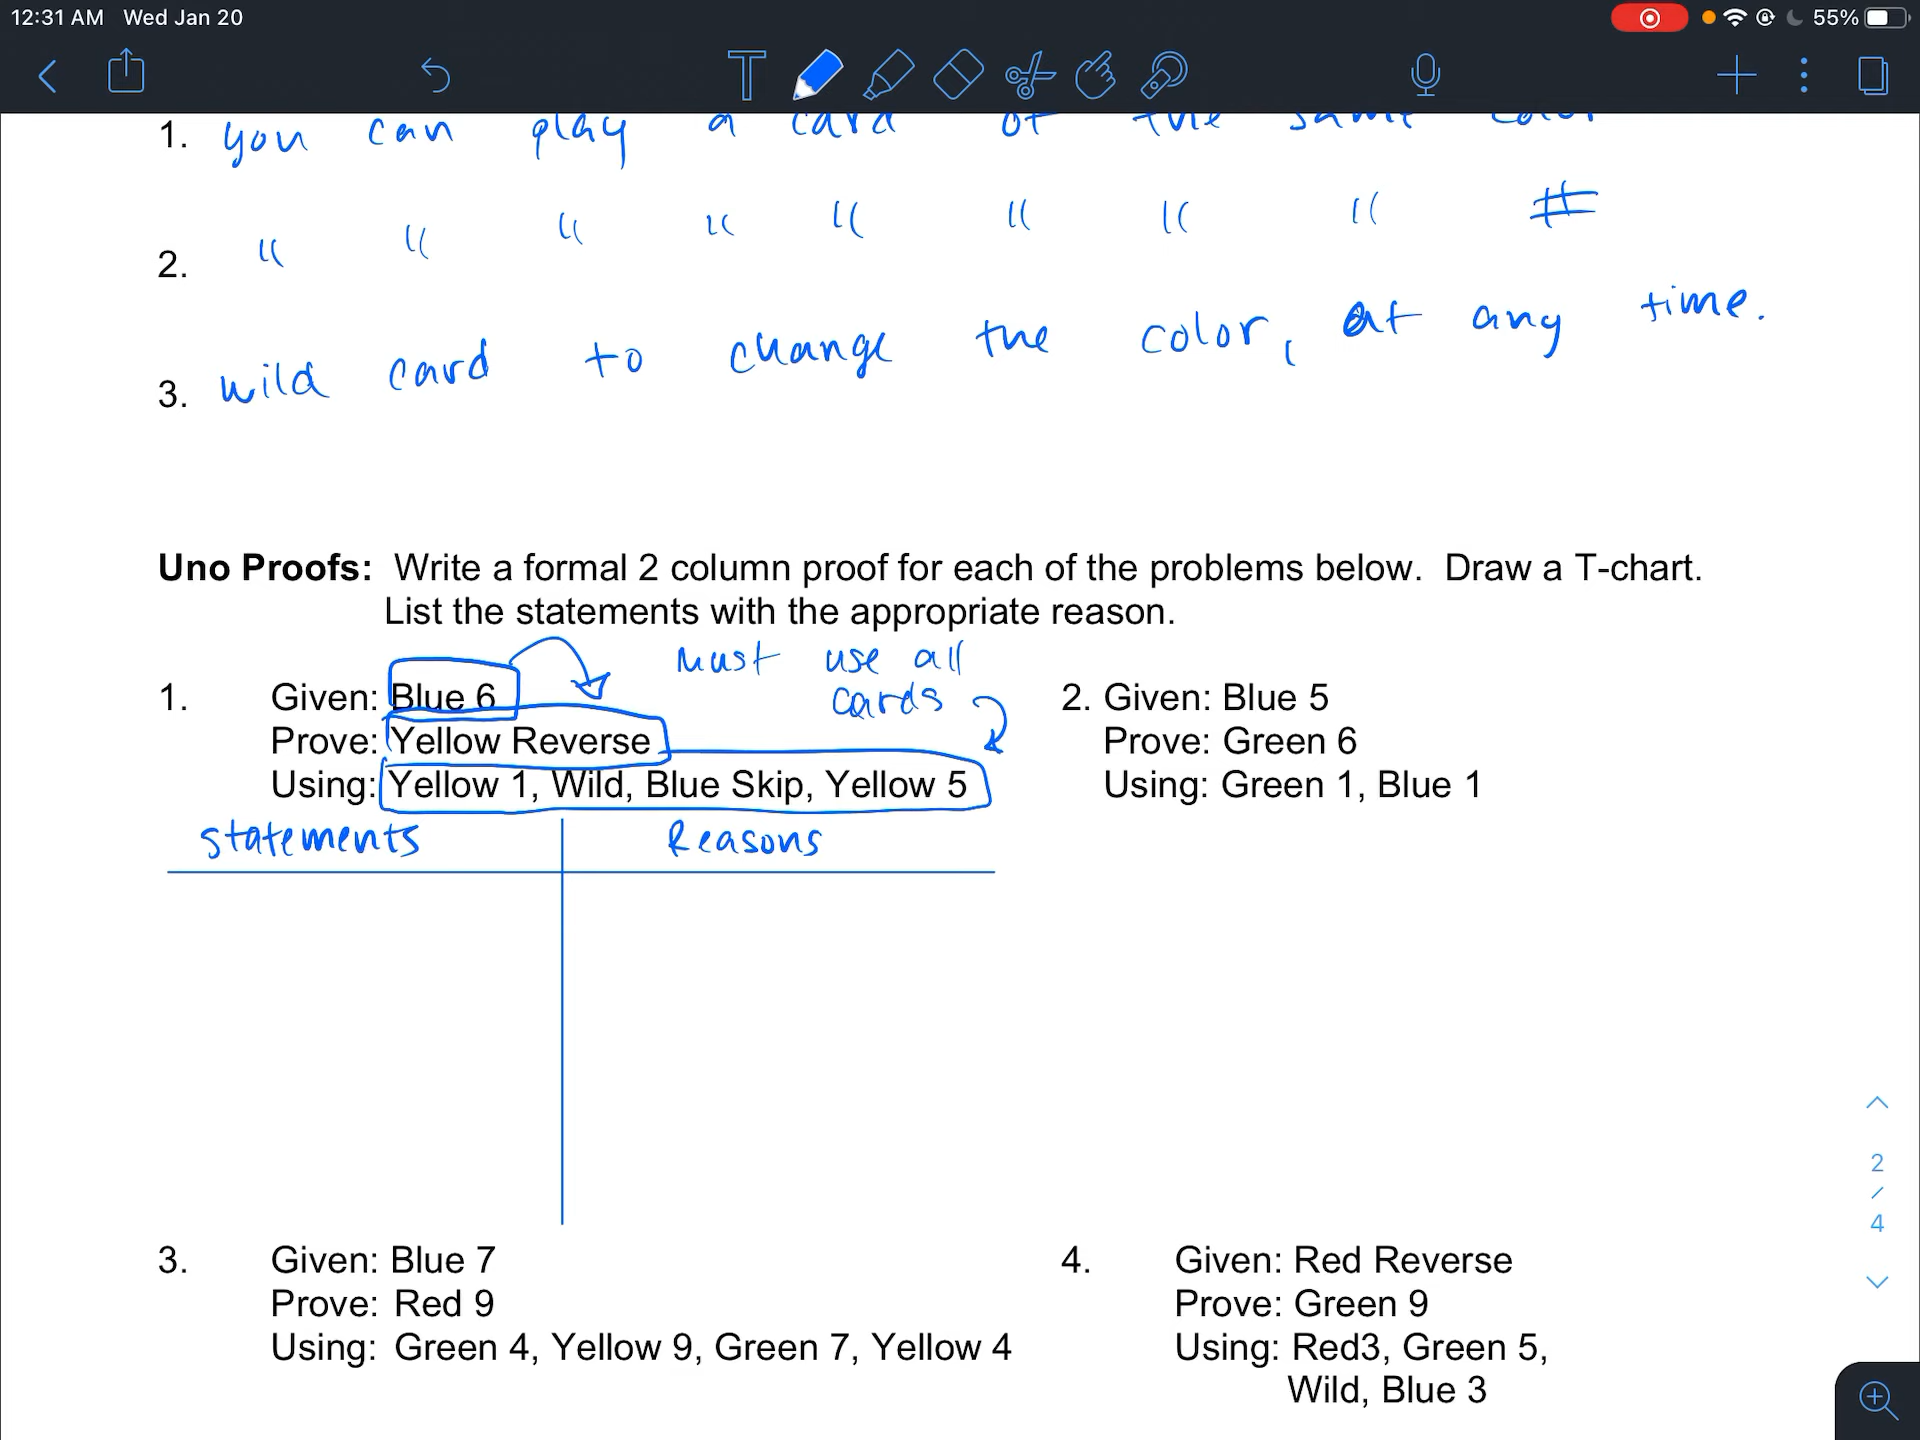 12:31 AM Wed Jan 20
55%
T
1. you can play a card of the same color
2. " " " " " " " " #
3. wild card to change the color, at any time.
Uno Proofs: Write a formal 2 column proof for each of the problems below. Draw a T-chart.
List the statements with the appropriate reason.
must use all
cards
1. Given: Blue 6
Prove: Yellow Reverse
Using: Yellow 1, Wild, Blue Skip, Yellow 5
statements Reasons
2. Given: Blue 5
Prove: Green 6
Using: Green 1, Blue 1
3. Given: Blue 7
Prove: Red 9
Using: Green 4, Yellow 9, Green 7, Yellow 4
4. Given: Red Reverse
Prove: Green 9
Using: Red3, Green 5,
Wild, Blue 3
2
/
4